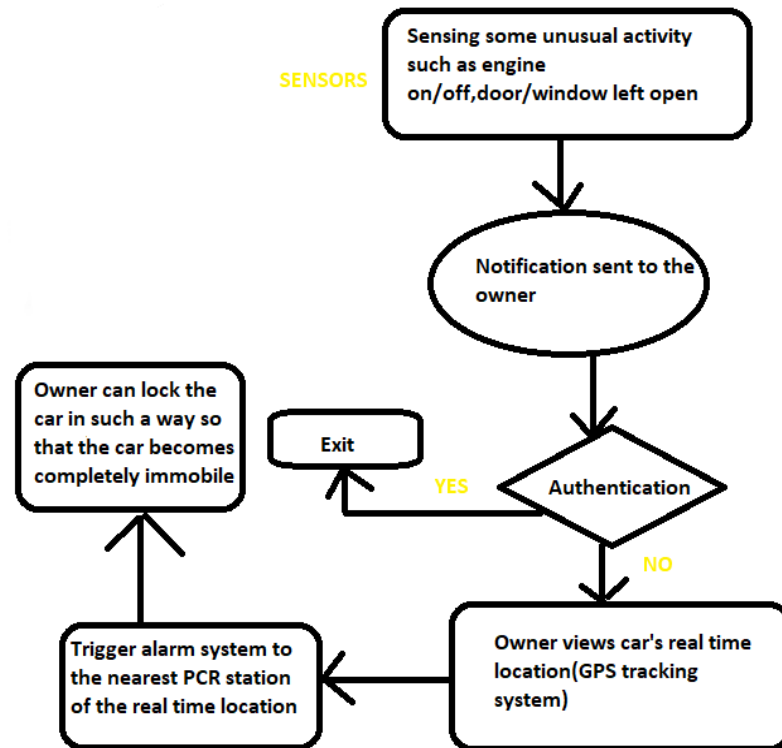 Sensing some unusual activity
such as engine
on/off,door/window left open
SENSORS
Notification sent to the
owner
Authentication
YES
Exit
NO
Owner views car's real time
location(GPS tracking
system)
Trigger alarm system to
the nearest PCR station
of the real time location
Owner can lock the
car in such a way so
that the car becomes
completely immobile